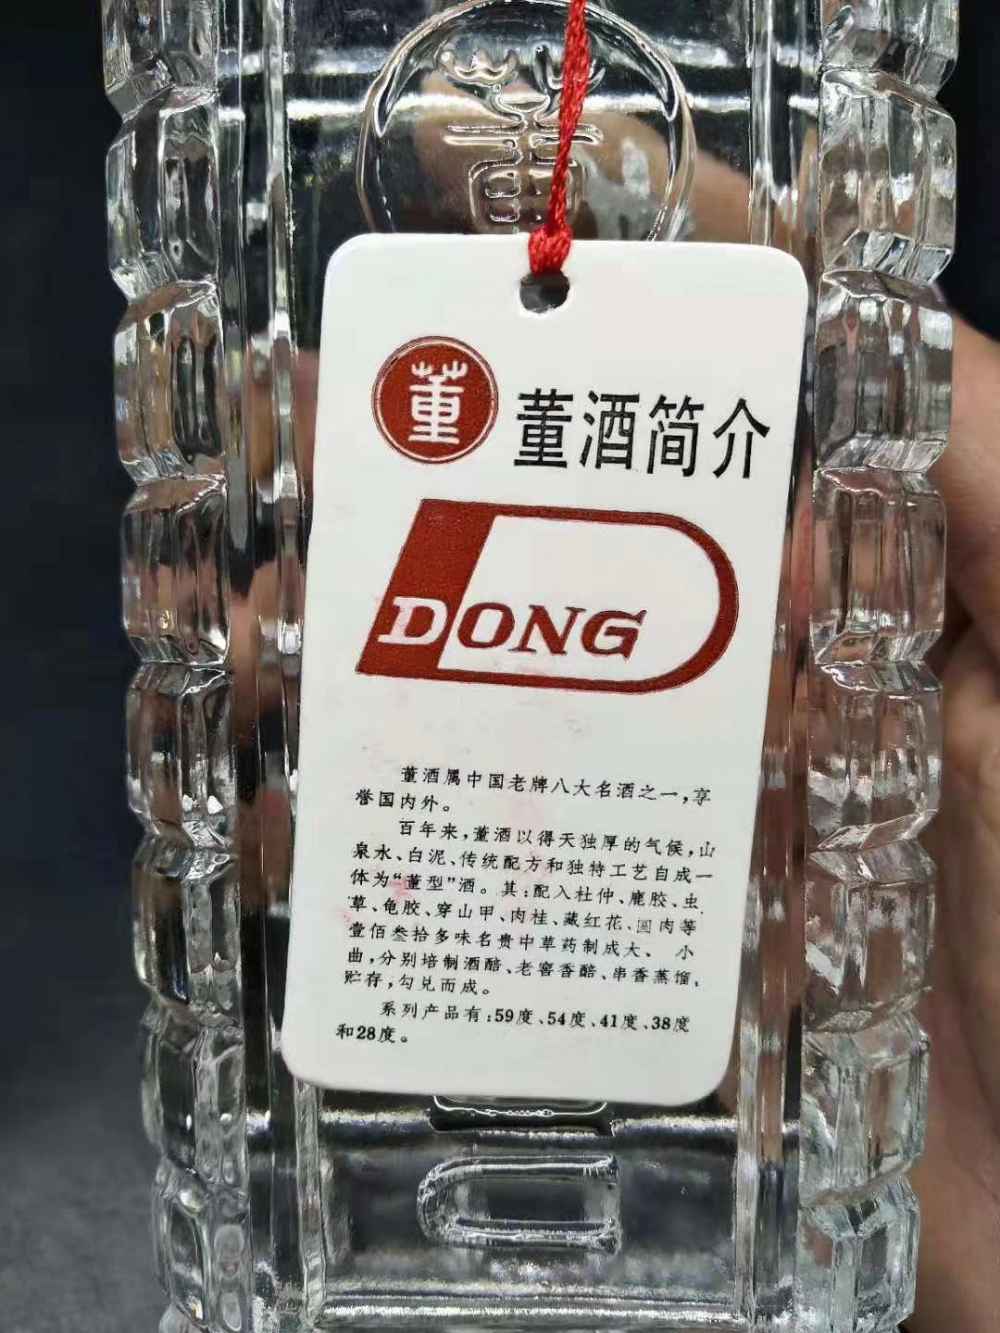 董
董
董酒简介
DONG
董酒属中国老牌八大名酒之一，享
誉国内外。
百年来，董酒以得天独厚的气候，山
泉水、白泥、传统配方和独特工艺自成一
体为“董型”酒。其：配入杜仲、鹿胶、虫
草、龟胶、穿山甲、肉桂、藏红花、圆肉等
壹佰叁拾多味名贵中草药制成大、 小
曲，分别培制酒醅、老窖香醅、串香蒸馏、
贮存，勾兑而成。
系列产品有：59度、54度、41度、38度
和28度。